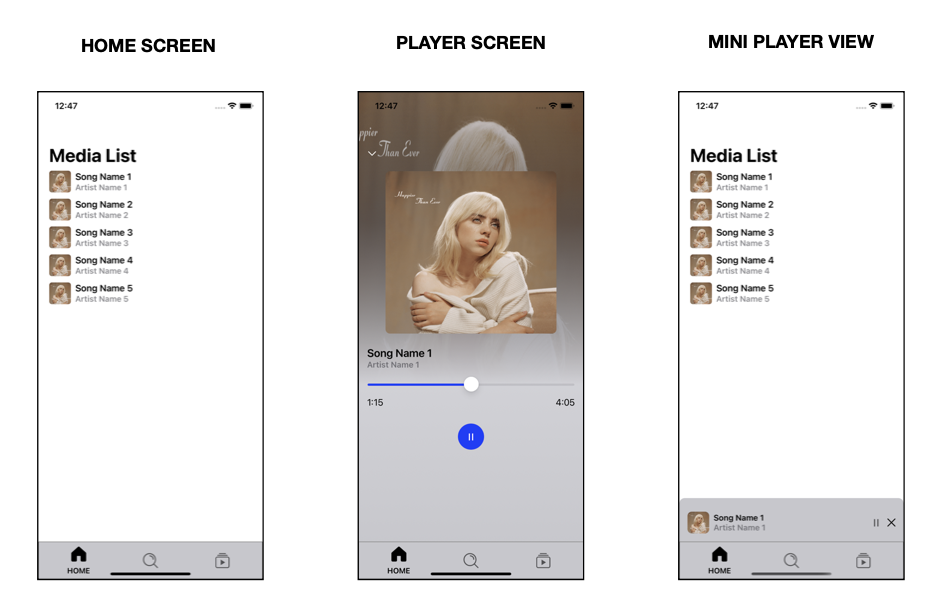 HOME SCREEN
PLAYER SCREEN
MINI PLAYER VIEW
12:47
Media List
Song Name 1
Artist Name 1
Song Name 2
Artist Name 2
Song Name 3
Artist Name 3
Song Name 4
Artist Name 4
Song Name 5
Artist Name 5
HOME
12:47
ppier
Than Ever
Happier
Than Ever
Song Name 1
Artist Name 1
1:15
4:05
HOME
12:47
Media List
Song Name 1
Artist Name 1
Song Name 2
Artist Name 2
Song Name 3
Artist Name 3
Song Name 4
Artist Name 4
Song Name 5
Artist Name 5
Song Name 1
Artist Name 1
HOME